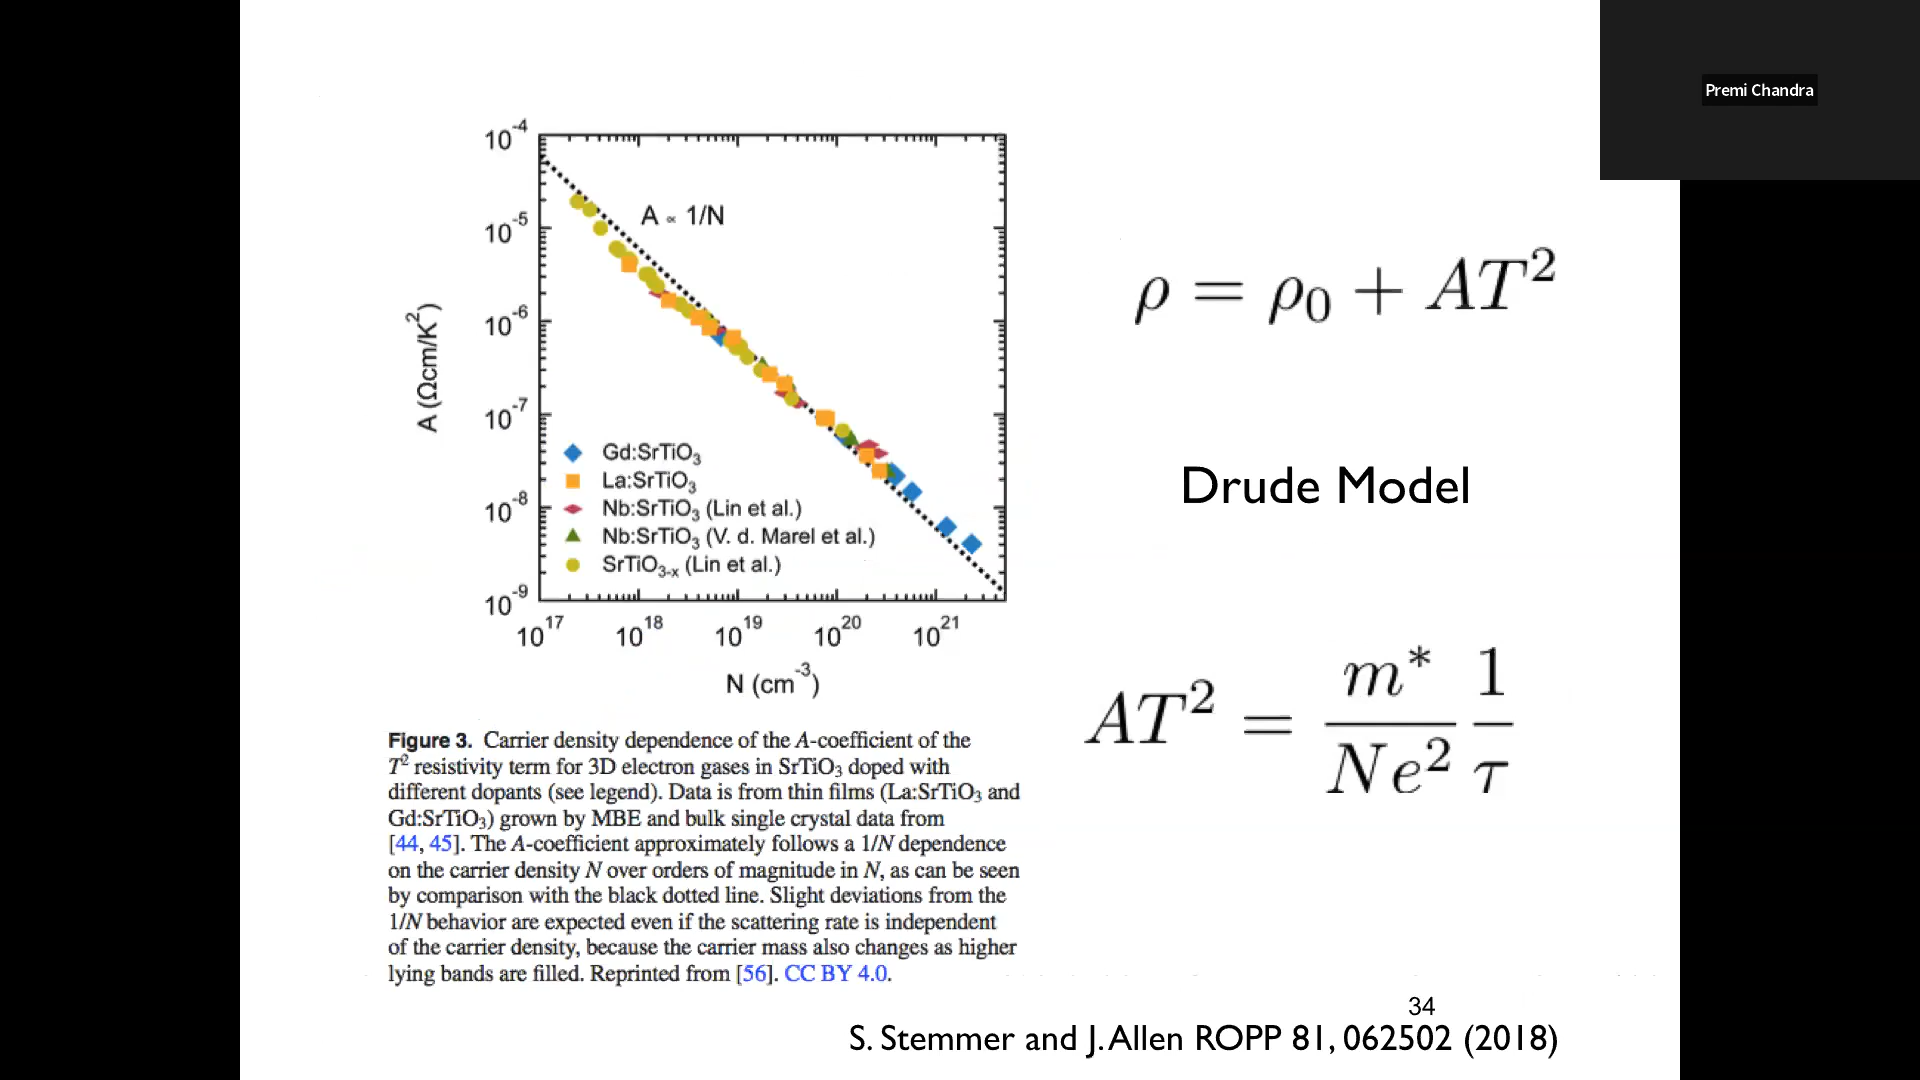 Premi Chandra
10^-4
10^-5
10^-6
10^-7
10^-8
10^-9
A (Ωcm/K²)
A ∝ 1/N
Gd:SrTiO₃
La:SrTiO₃
Nb:SrTiO₃ (Lin et al.)
Nb:SrTiO₃ (V. d. Marel et al.)
SrTiO₃₋ₓ (Lin et al.)
10^17 10^18 10^19 10^20 10^21
N (cm^-3)
ρ = ρ₀ + AT²
Drude Model
AT² = m*/(Ne²) 1/τ
Figure 3. Carrier density dependence of the A-coefficient of the
T² resistivity term for 3D electron gases in SrTiO₃ doped with
different dopants (see legend). Data is from thin films (La:SrTiO₃ and
Gd:SrTiO₃) grown by MBE and bulk single crystal data from
[44, 45]. The A-coefficient approximately follows a 1/N dependence
on the carrier density N over orders of magnitude in N, as can be seen
by comparison with the black dotted line. Slight deviations from the
1/N behavior are expected even if the scattering rate is independent
of the carrier density, because the carrier mass also changes as higher
lying bands are filled. Reprinted from [56]. CC BY 4.0.
34
S. Stemmer and J. Allen ROPP 81, 062502 (2018)